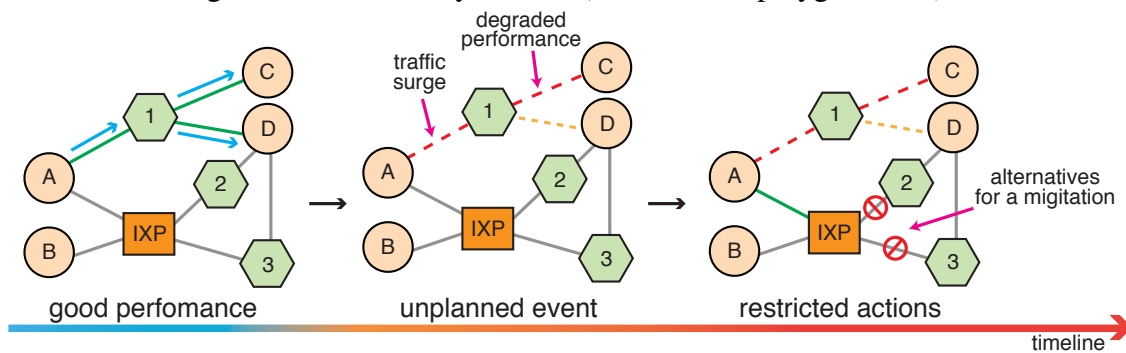 C
1
D
A
2
IXP
B
3
good perfomance
degraded
performance
traffic
surge
C
1
D
A
2
IXP
B
3
unplanned event
C
1
D
A
2
alternatives
for a migitation
IXP
B
3
restricted actions
timeline